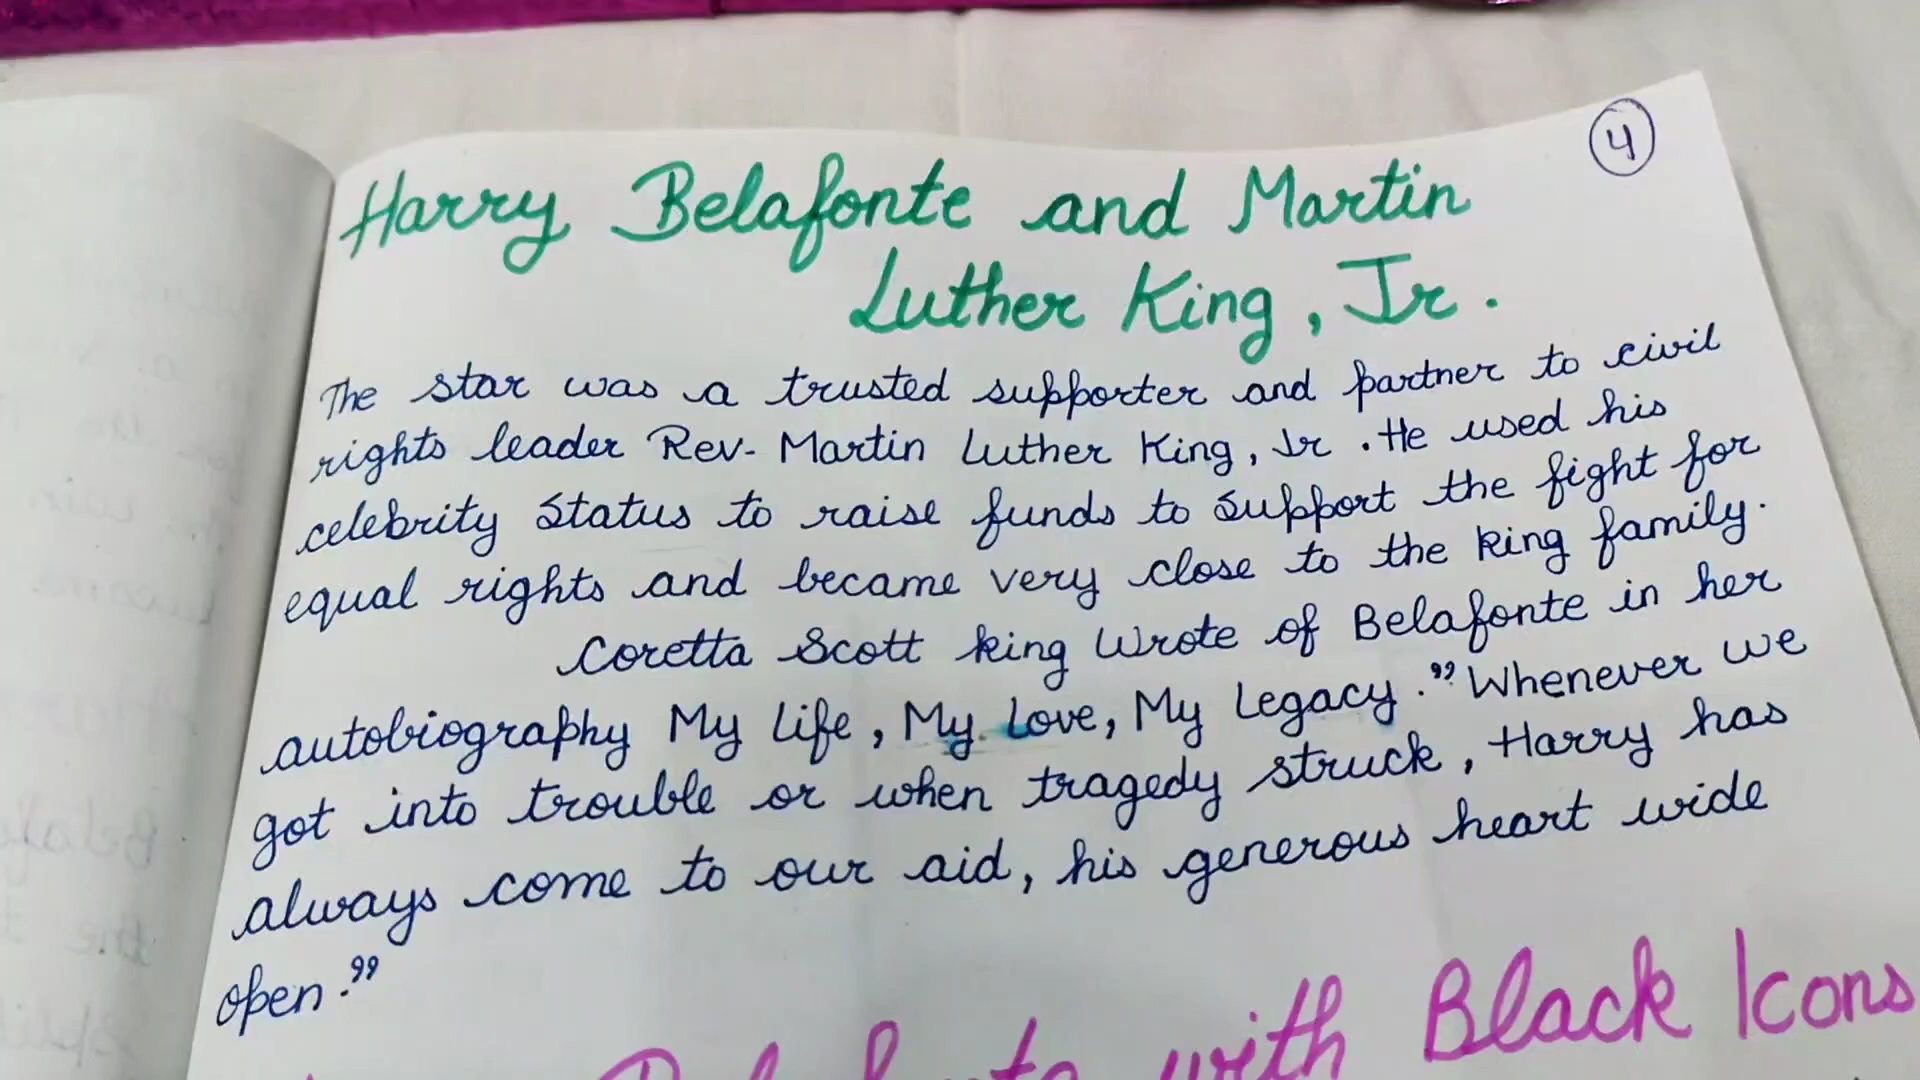 4
Harry Belafonte and Martin
Luther King, Jr.
The star was a trusted supporter and partner to civil
rights leader Rev. Martin Luther King, Jr. He used his
celebrity status to raise funds to support the fight for
equal rights and became very close to the king family.
Coretta Scott king wrote of Belafonte in her
autobiography My Life, My Love, My Legacy.” Whenever we
got into trouble or when tragedy struck, Harry has
always come to our aid, his generous heart wide
open.”
with Black Icons